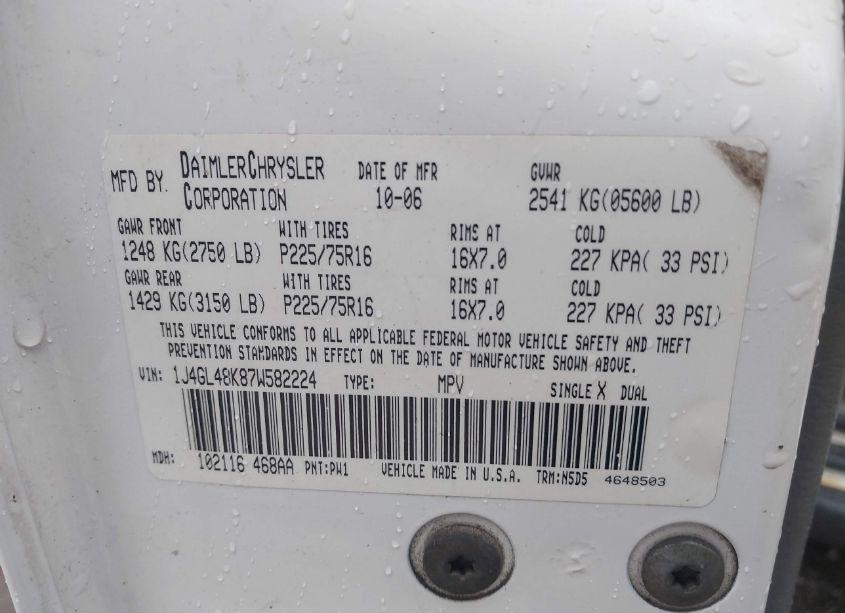 MFD BY. DAIMLERCHRYSLER CORPORATION DATE OF MFR 10-06 GVWR 2541 KG(05600 LB)
GAWR FRONT WITH TIRES RIMS AT COLD
1248 KG(2750 LB) P225/75R16 16X7.0 227 KPA( 33 PSI)
GAWR REAR WITH TIRES RIMS AT COLD
1429 KG(3150 LB) P225/75R16 16X7.0 227 KPA( 33 PSI)
THIS VEHICLE CONFORMS TO ALL APPLICABLE FEDERAL MOTOR VEHICLE SAFETY AND THEFT
PREVENTION STANDARDS IN EFFECT ON THE DATE OF MANUFACTURE SHOWN ABOVE.
VIN: 1J4GL48K87W582224 TYPE: MPV SINGLE X DUAL
MDH: 102116 468AA PNT:PW1 VEHICLE MADE IN U.S.A. TRM:N5D5 4648503